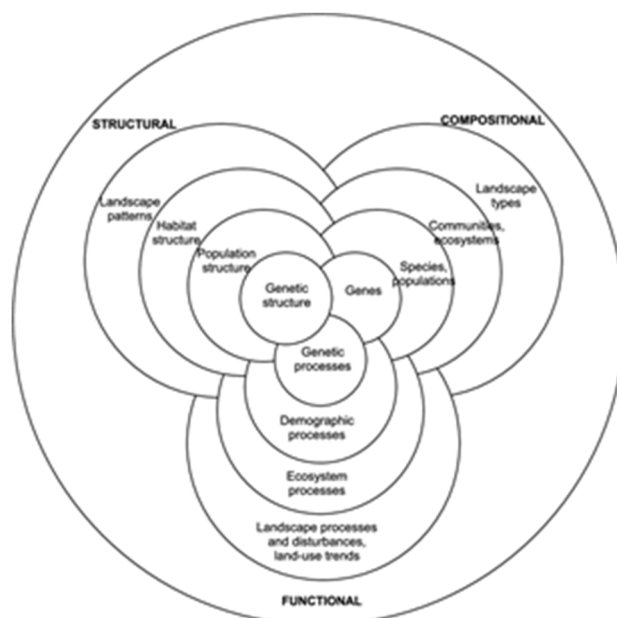 STRUCTURAL
COMPOSITIONAL
Landscape
patterns
Landscape
types
Habitat
structure
Communities,
ecosystems
Population
structure
Species,
populations
Genetic
structure
Genes
Genetic
processes
Demographic
processes
Ecosystem
processes
Landscape processes
and disturbances,
land-use trends
FUNCTIONAL